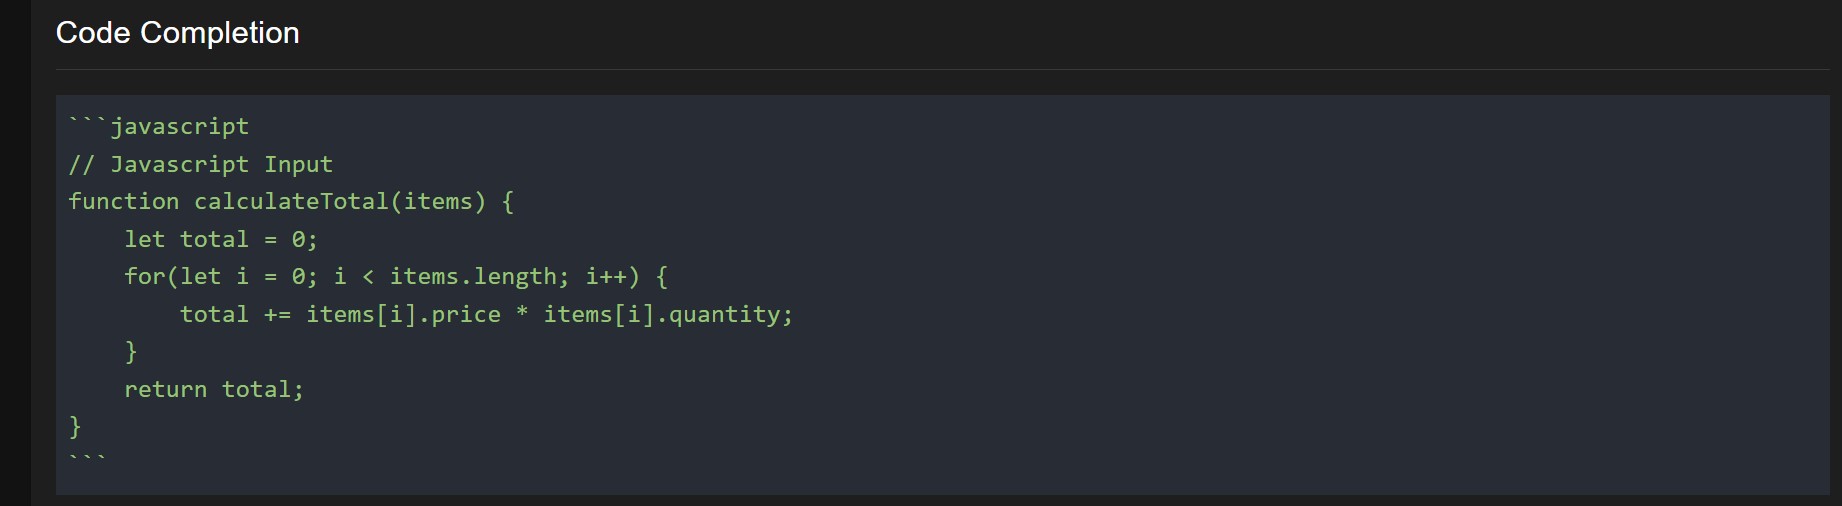 Code Completion
```javascript
// Javascript Input
function calculateTotal(items) {
    let total = 0;
    for(let i = 0; i < items.length; i++) {
        total += items[i].price * items[i].quantity;
    }
    return total;
}
```